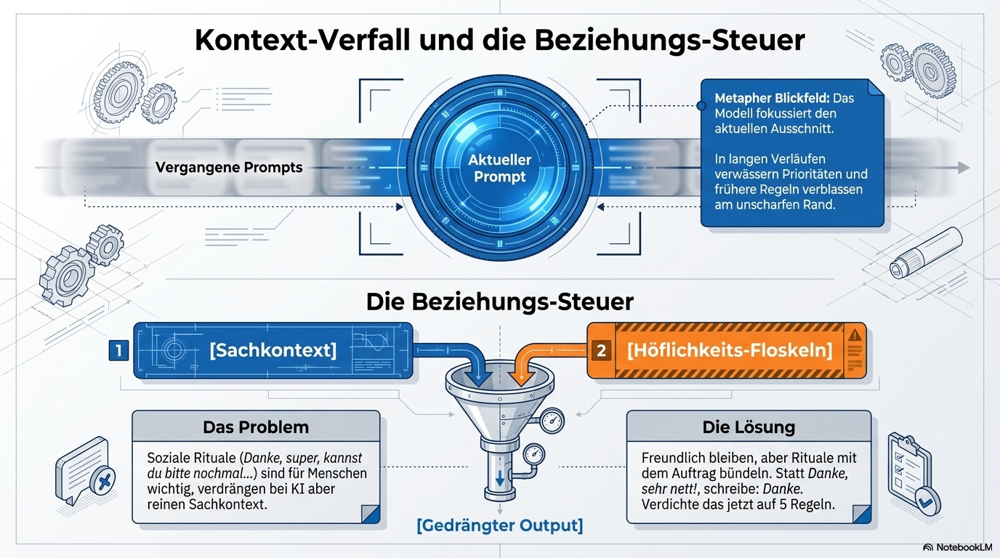 Kontext-Verfall und die Beziehungs-Steuer
Vergangene Prompts
Aktueller
Prompt
Metapher Blickfeld: Das
Modell fokussiert den
aktuellen Ausschnitt.
In langen Verläufen
verwässern Prioritäten und
frühere Regeln verblassen
am unscharfen Rand.
Die Beziehungs-Steuer
1 [Sachkontext]
2 [Höflichkeits-Floskeln]
Das Problem
Soziale Rituale (Danke, super, kannst
du bitte nochmal...) sind für Menschen
wichtig, verdrängen bei KI aber
reinen Sachkontext.
Die Lösung
Freundlich bleiben, aber Rituale mit
dem Auftrag bündeln. Statt Danke,
sehr nett!, schreibe: Danke.
Verdichte das jetzt auf 5 Regeln.
[Gedrängter Output]
NotebookLM